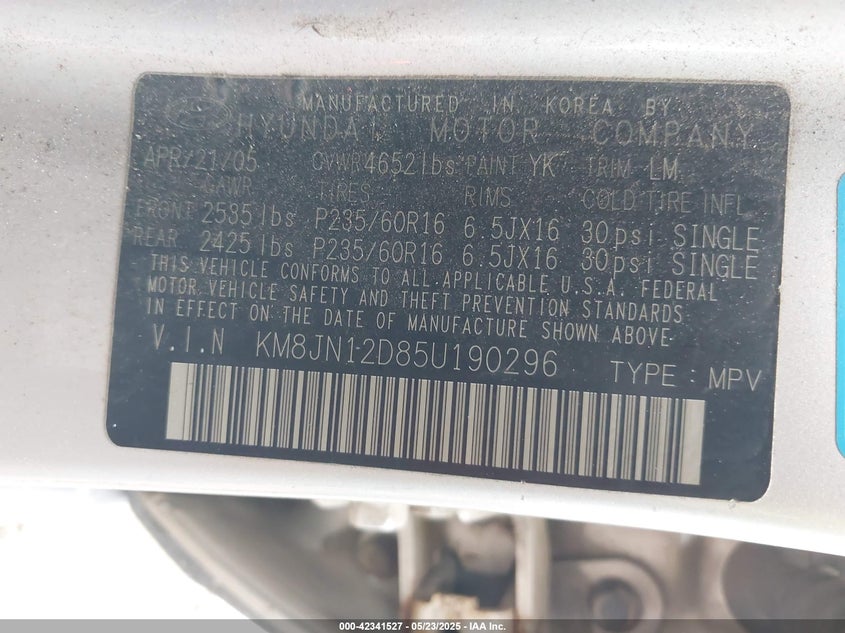 MANUFACTURED IN KOREA BY
HYUNDAI MOTOR COMPANY
APR/21/05 GVWR 4652lbs PAINT YK TRIM LM
GAWR TIRES RIMS COLD TIRE INFL
FRONT 2535lbs P235/60R16 6.5JX16 30psi SINGLE
REAR 2425lbs P235/60R16 6.5JX16 30psi SINGLE
THIS VEHICLE CONFORMS TO ALL APPLICABLE U.S.A. FEDERAL
MOTOR VEHICLE SAFETY AND THEFT PREVENTION STANDARDS
IN EFFECT ON THE DATE OF MANUFACTURE SHOWN ABOVE.
V.I.N KM8JN12D85U190296 TYPE: MPV
000-42341527 - 05/23/2025 - IAA Inc.